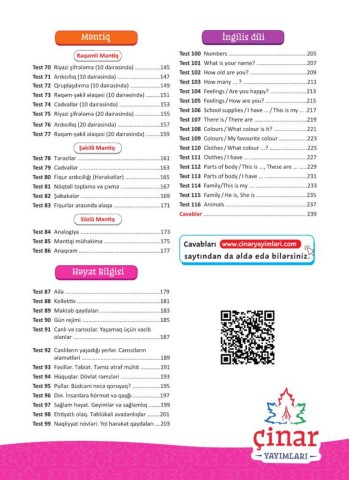 Məntiq
Rəqəmli Məntiq
Test 70 Riyazi şifrələmə (10 dairəsində) 145
Test 71 Ardıcıllıq (10 dairəsində) 147
Test 72 Qruplaşdırma (10 dairəsində) 149
Test 73 Rəqəm-şəkil əlaqəsi (10 dairəsində) 151
Test 74 Cədvəllər (10 dairəsində) 153
Test 75 Riyazi şifrələmə (20 dairəsində) 155
Test 76 Ardıcıllıq (20 dairəsində) 157
Test 77 Rəqəm-şəkil əlaqəsi (20 dairəsində) 159
Şəkilli Məntiq
Test 78 Tərəzilər 161
Test 79 Cədvəllər 163
Test 80 Fiqur ardıcıllığı (Hərəkətlər) 165
Test 81 Nöqtəli toplama və çıxma 167
Test 82 Şəbəkələr 169
Test 83 Fiqurlar arasında əlaqə 171
Sözlü Məntiq
Test 84 Analogiya 173
Test 85 Məntiqi mühakimə 175
Test 86 Anaqram 177
Həyat Bilgisi
Test 87 Ailə 179
Test 88 Kollektiv 181
Test 89 Məktəb qaydaları 183
Test 90 Gün rejimi 185
Test 91 Canlı və cansızlar. Yaşamaq üçün vacib
olanlar 187
Test 92 Canlıların yaşadığı yerlər. Cansızların
əlamətləri 189
Test 93 Fəsillər. Təbiət. Təmiz ətraf mühit 191
Test 94 Hüquqlar. Dövlət rəmzləri 193
Test 95 Pullar. Büdcəni necə qoruyaq? 195
Test 96 Din. İnsanlara hörmət və qayğı 197
Test 97 Sağlam həyat. Geyimlər və sağlamlıq 199
Test 98 Ehtiyatlı olaq. Təhlükəli avadanlıqlar 201
Test 99 Nəqliyyat növləri. Yol hərəkət qaydaları 203
İngilis dili
Test 100 Numbers 205
Test 101 What is your name? 207
Test 102 How old are you? 209
Test 103 How many ...? 211
Test 104 Feelings / Are you happy? 213
Test 105 Feelings / How are you? 215
Test 106 School supplies / I have ... / This is my ... 217
Test 107 There is / There are 219
Test 108 Colours / What colour is it? 221
Test 109 Colours / My favourite colour 223
Test 110 Clothes / What colour ...? 225
Test 111 Clothes / I have 227
Test 112 Parts of body / This is ..., These are ... 229
Test 113 Parts of body / I have 231
Test 114 Family/This is my 233
Test 115 Family / He is, She is 235
Test 116 Animals 237
Cavablar 239
Cavabları www.cinaryayimlari.com
saytından da əldə edə bilərsiniz.
çinar
YAYIMLARI